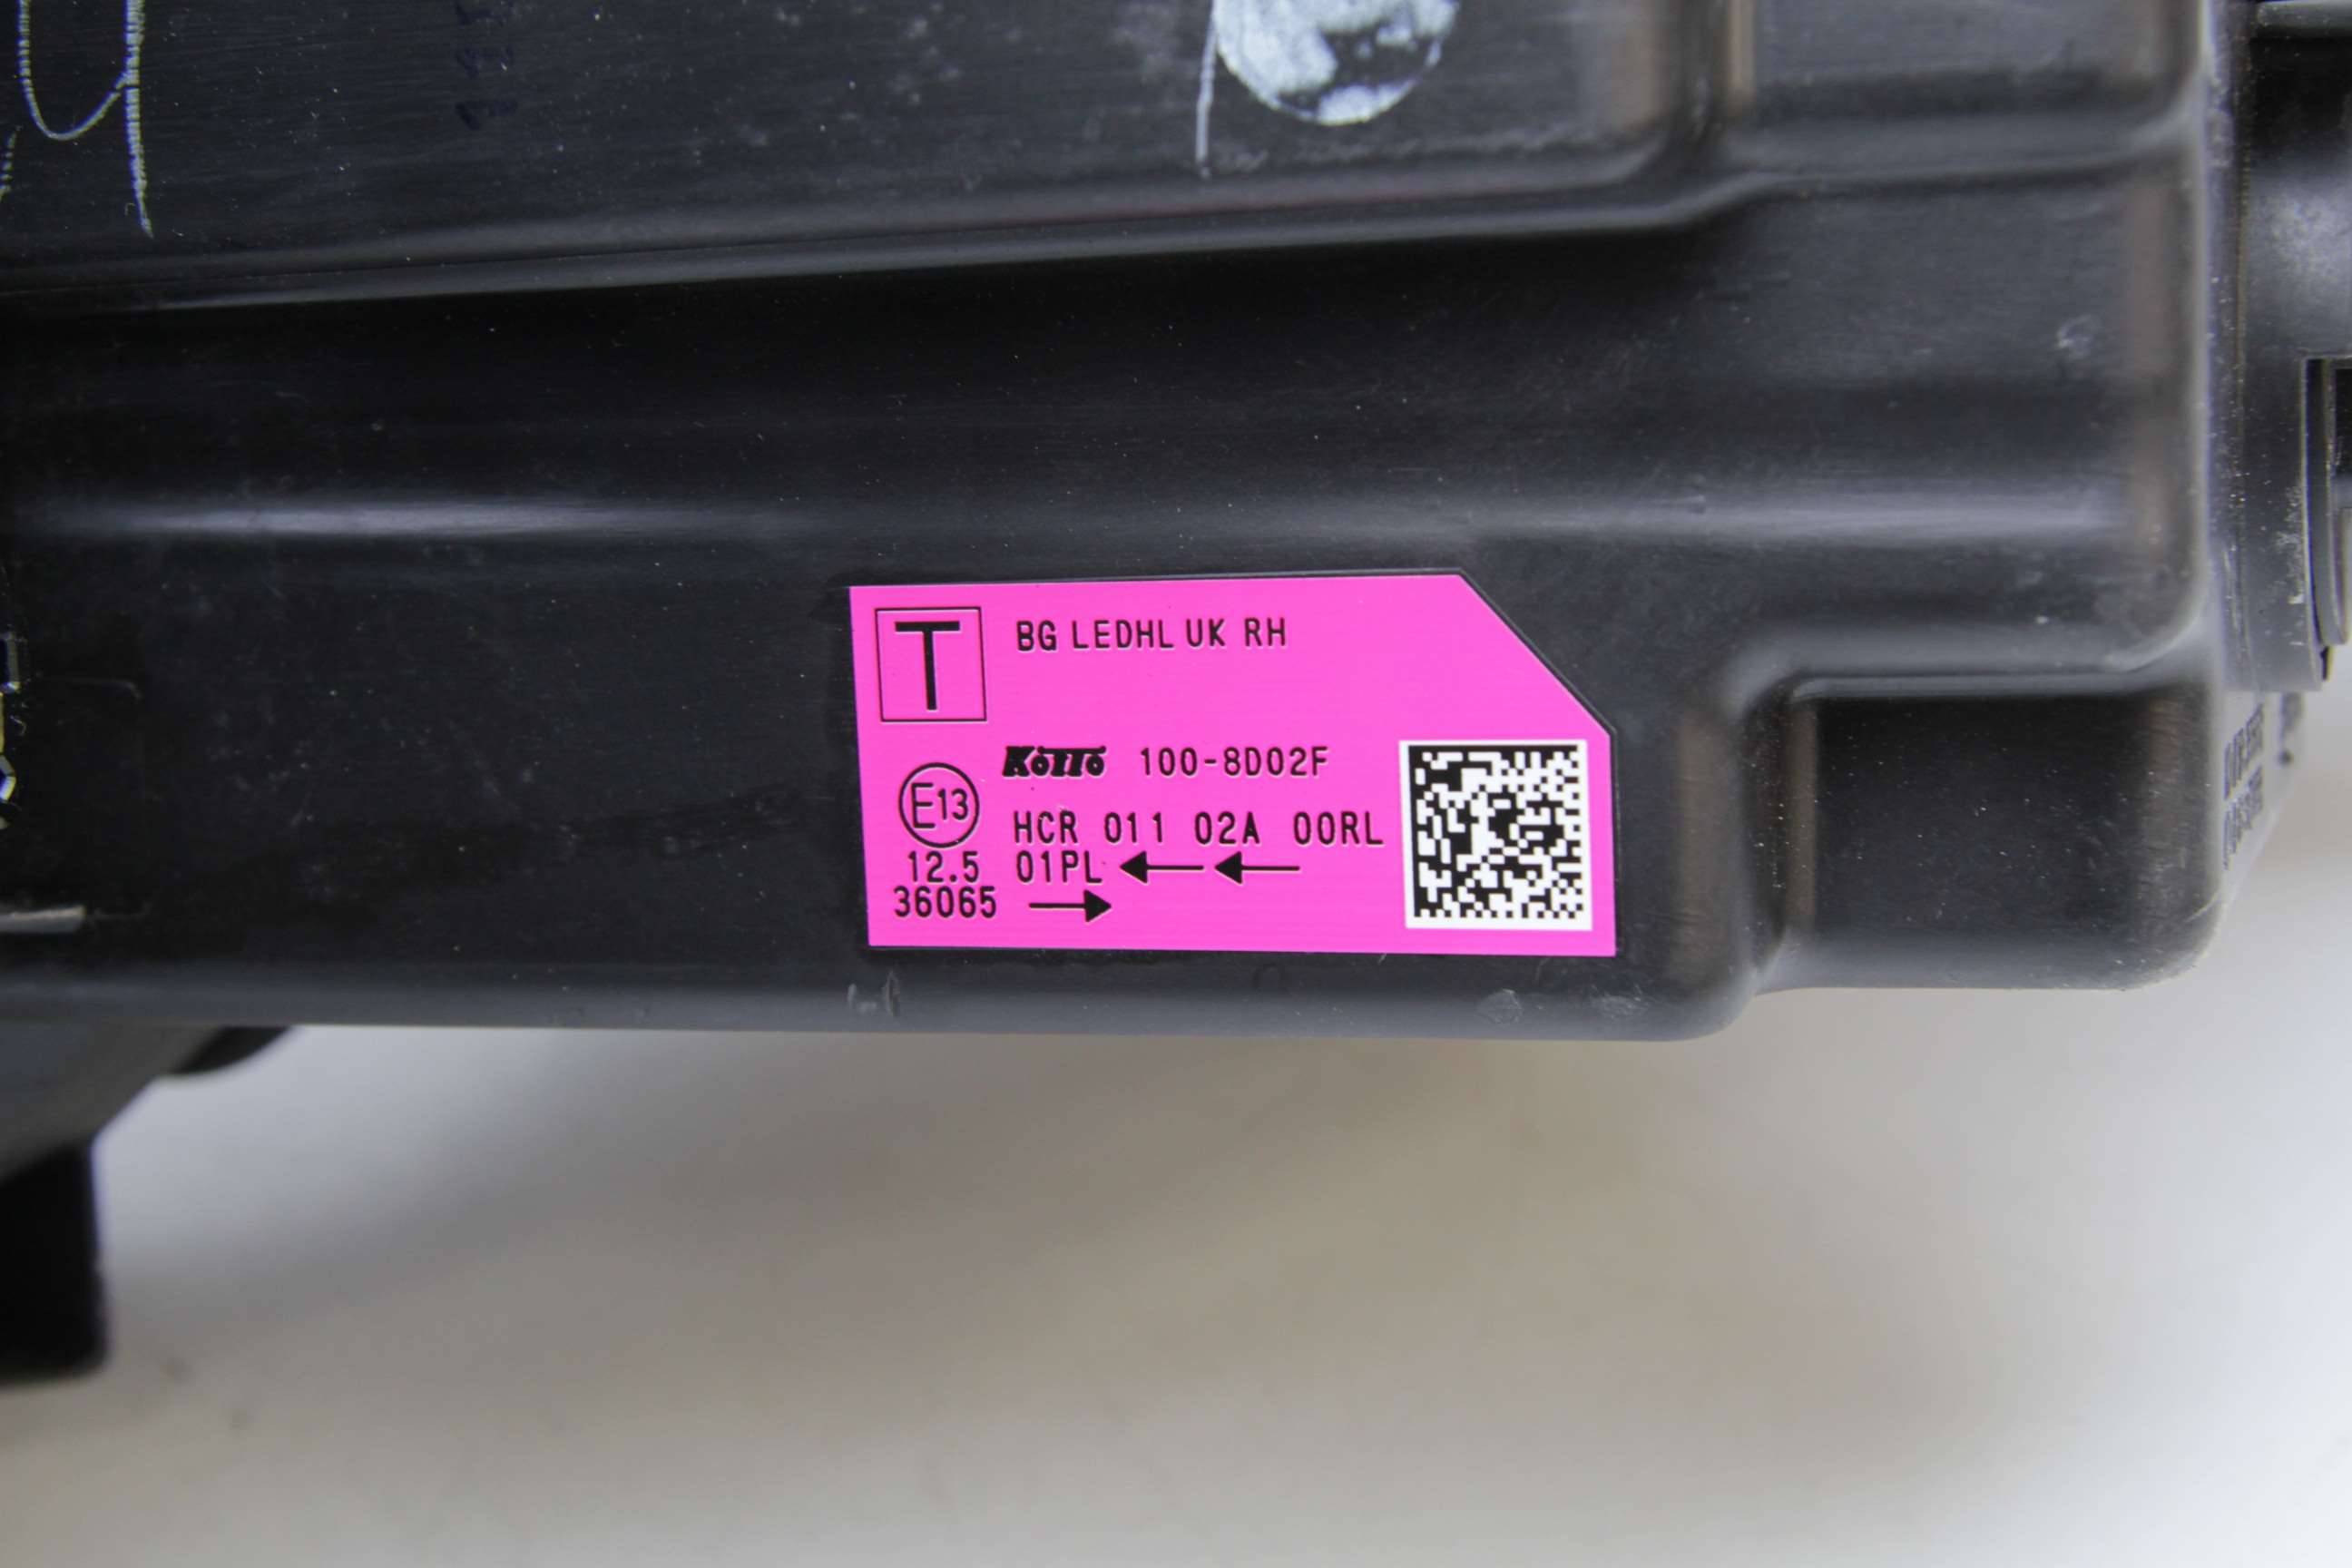 T
BG LEDHL UK RH
KOITO 100-8D02F
E13
HCR 011 02A 00RL
12.5 01PL ← ←
36065 →